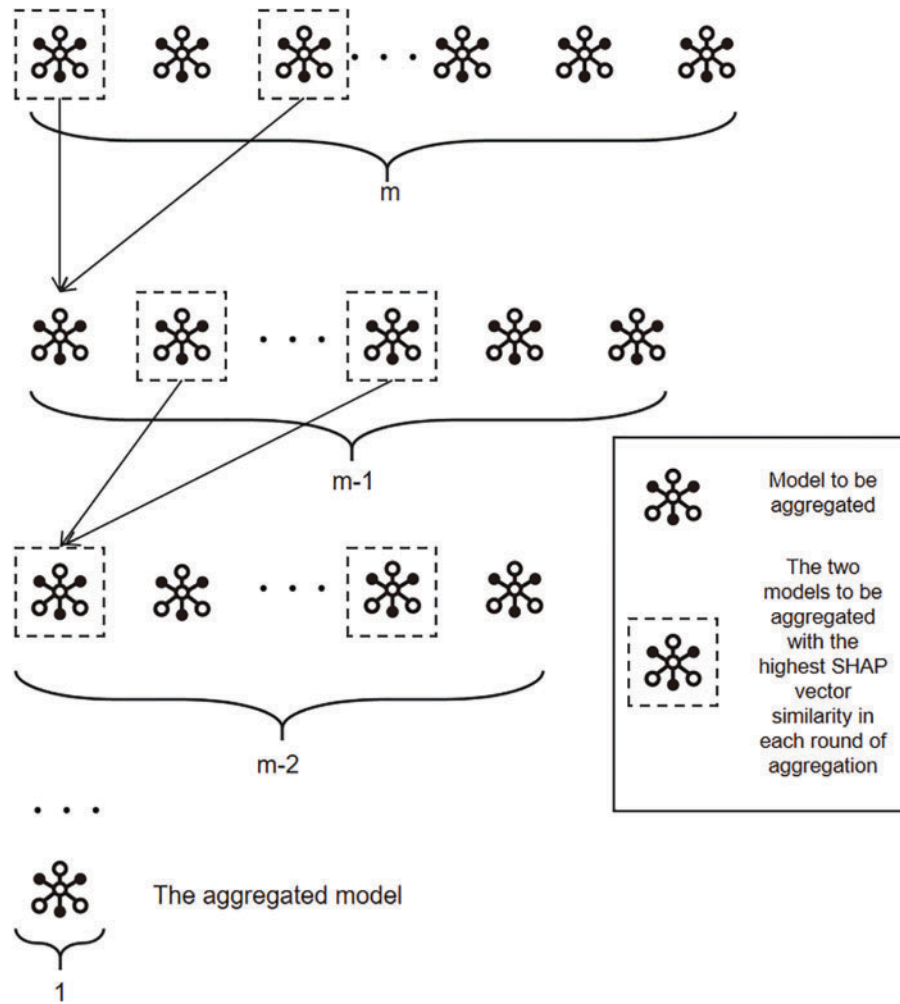 m
m-1
Model to be
aggregated
The two
models to be
aggregated
with the
highest SHAP
vector
similarity in
each round of
aggregation
m-2
The aggregated model
1